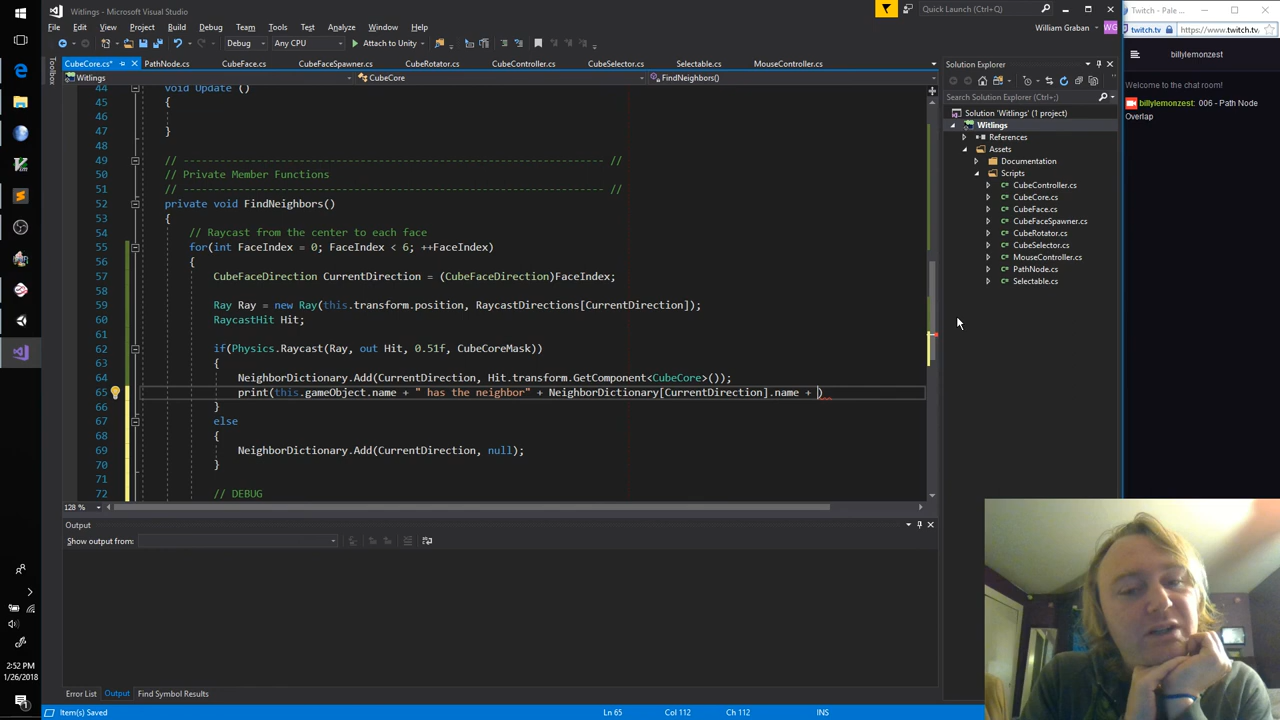 Witlings - Microsoft Visual Studio
Quick Launch (Ctrl+Q)
Twitch - Pale ...
File Edit View Project Build Debug Team Tools Test Analyze Window Help
William Graban WG
twitch.tv https://www.twitch.tv
Debug Any CPU Attach to Unity
Toolbox
CubeCore.cs* PathNode.cs CubeFace.cs CubeFaceSpawner.cs CubeRotator.cs CubeController.cs CubeSelector.cs Selectable.cs MouseController.cs
Solution Explorer
billylemonzest
Witlings CubeCore FindNeighbors()
Welcome to the chat room!
billylemonzest: 006 - Path Node
Overlap
Search Solution Explorer (Ctrl+;)
Solution 'Witlings' (1 project)
Witlings
References
Assets
Documentation
Scripts
CubeController.cs
CubeCore.cs
CubeFace.cs
CubeFaceSpawner.cs
CubeRotator.cs
CubeSelector.cs
MouseController.cs
PathNode.cs
Selectable.cs
44 void Update ()
45 {
46
47 }
48
49 // ---------------------------------------------------------------- //
50 // Private Member Functions
51 // ---------------------------------------------------------------- //
52 private void FindNeighbors()
53 {
54 // Raycast from the center to each face
55 for(int FaceIndex = 0; FaceIndex < 6; ++FaceIndex)
56 {
57 CubeFaceDirection CurrentDirection = (CubeFaceDirection)FaceIndex;
58
59 Ray Ray = new Ray(this.transform.position, RaycastDirections[CurrentDirection]);
60 RaycastHit Hit;
61
62 if(Physics.Raycast(Ray, out Hit, 0.51f, CubeCoreMask))
63 {
64 NeighborDictionary.Add(CurrentDirection, Hit.transform.GetComponent<CubeCore>());
65 print(this.gameObject.name + " has the neighbor" + NeighborDictionary[CurrentDirection].name + )
66 }
67 else
68 {
69 NeighborDictionary.Add(CurrentDirection, null);
70 }
71
72 // DEBUG
128 %
Output
Show output from:
Error List Output Find Symbol Results
Item(s) Saved Ln 65 Col 112 Ch 112 INS
2:52 PM
1/26/2018